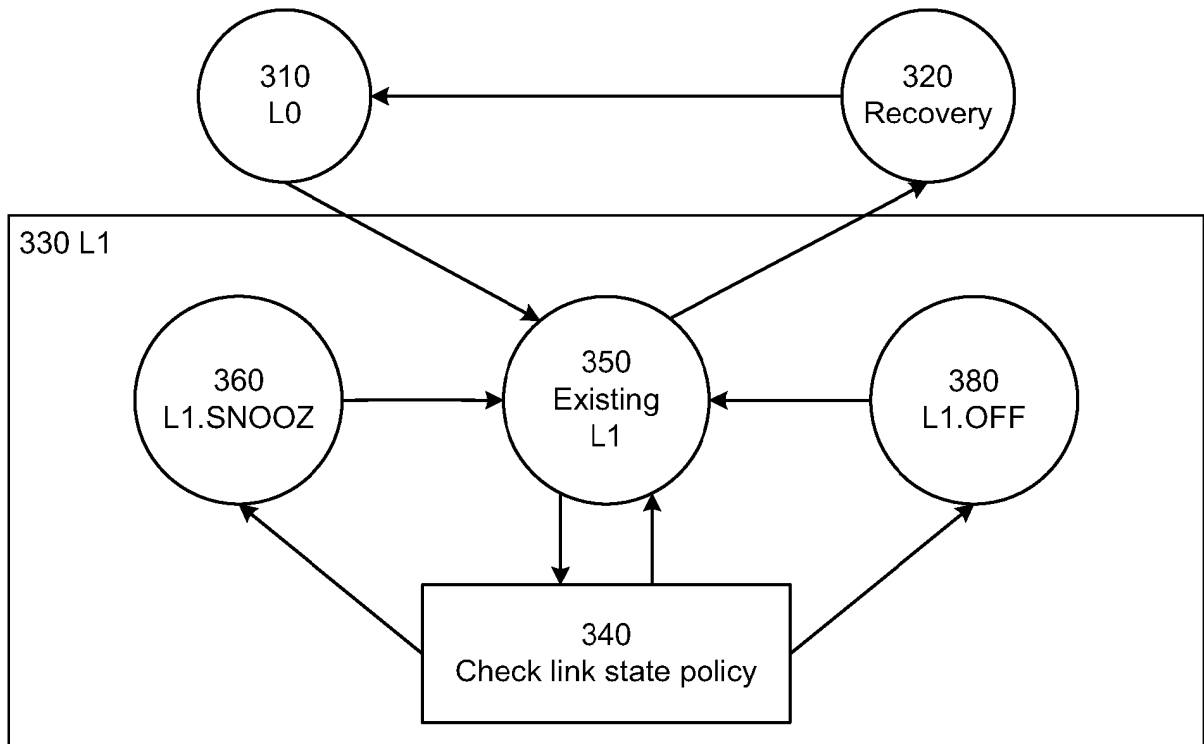 310
L0
320
Recovery
330 L1
360
L1.SNOOZ
350
Existing
L1
380
L1.OFF
340
Check link state policy